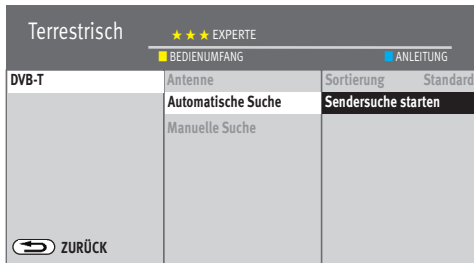 Terrestrisch
★ ★ ★ EXPERTE
BEDIENUMFANG ANLEITUNG
DVB-T Antenne Sortierung Standard
Automatische Suche Sendersuche starten
Manuelle Suche
ZURÜCK